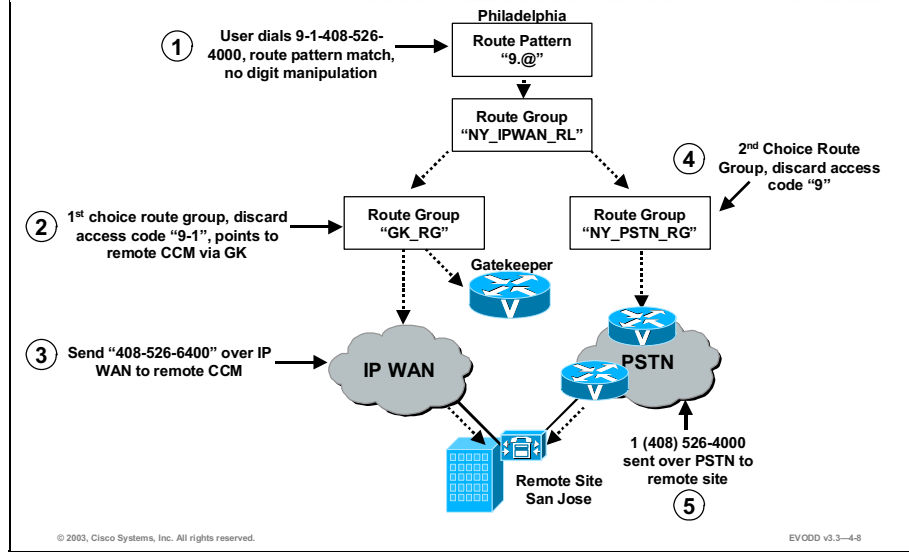 Philadelphia
1
User dials 9-1-408-526-
4000, route pattern match,
no digit manipulation
Route Pattern
“9.@”
Route Group
“NY_IPWAN_RL”
4
2nd Choice Route
Group, discard access
code “9”
2
1st choice route group, discard
access code “9-1”, points to
remote CCM via GK
Route Group
“GK_RG”
Route Group
“NY_PSTN_RG”
Gatekeeper
V
V
3
Send “408-526-6400” over IP
WAN to remote CCM
IP WAN
PSTN
V
1 (408) 526-4000
sent over PSTN to
remote site
5
Remote Site
San Jose
© 2003, Cisco Systems, Inc. All rights reserved.
EVODD v3.3—4-8